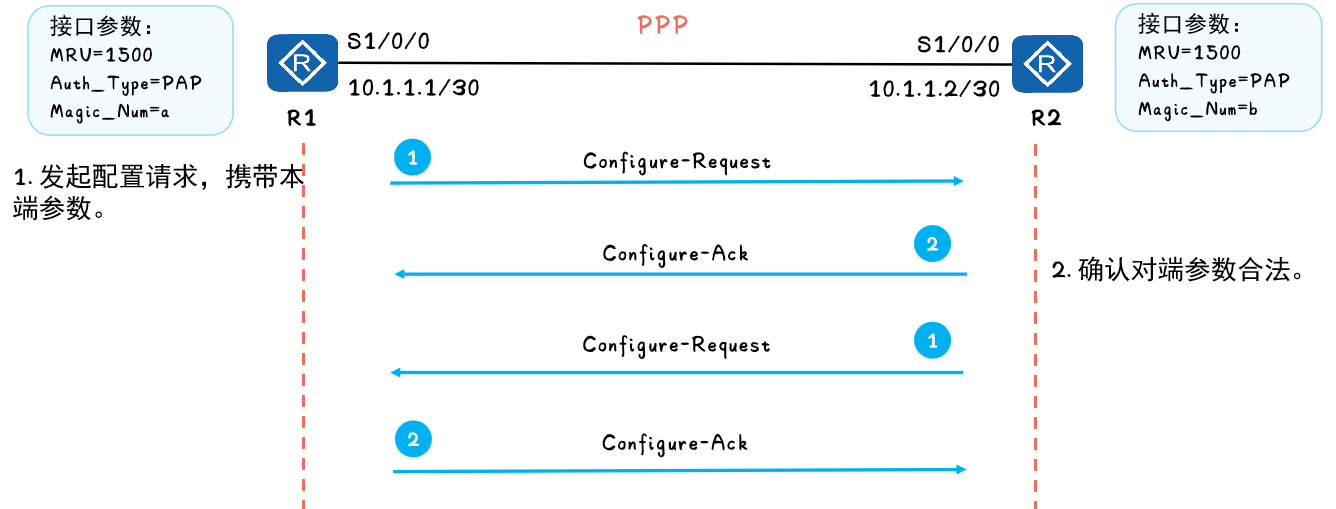 接口参数：
MRU=1500
Auth_Type=PAP
Magic_Num=a
R
S1/0/0
10.1.1.1/30
R1
PPP
S1/0/0
10.1.1.2/30
R
R2
接口参数：
MRU=1500
Auth_Type=PAP
Magic_Num=b
1. 发起配置请求，携带本
端参数。
1
Configure-Request
Configure-Ack
2
2. 确认对端参数合法。
Configure-Request
1
2
Configure-Ack